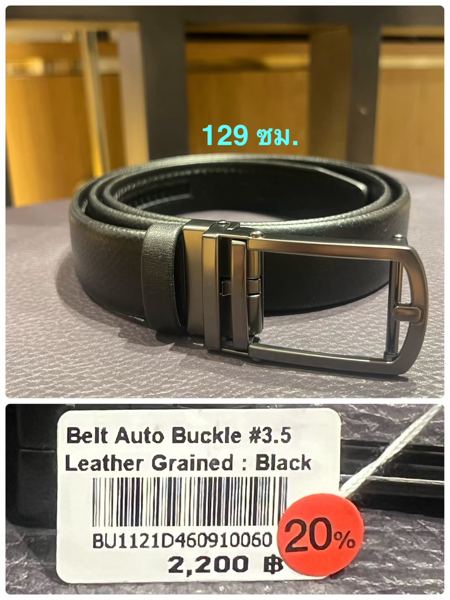 129 ซม.
Belt Auto Buckle #3.5
Leather Grained : Black
BU1121D460910060
20%
2,200 ฿